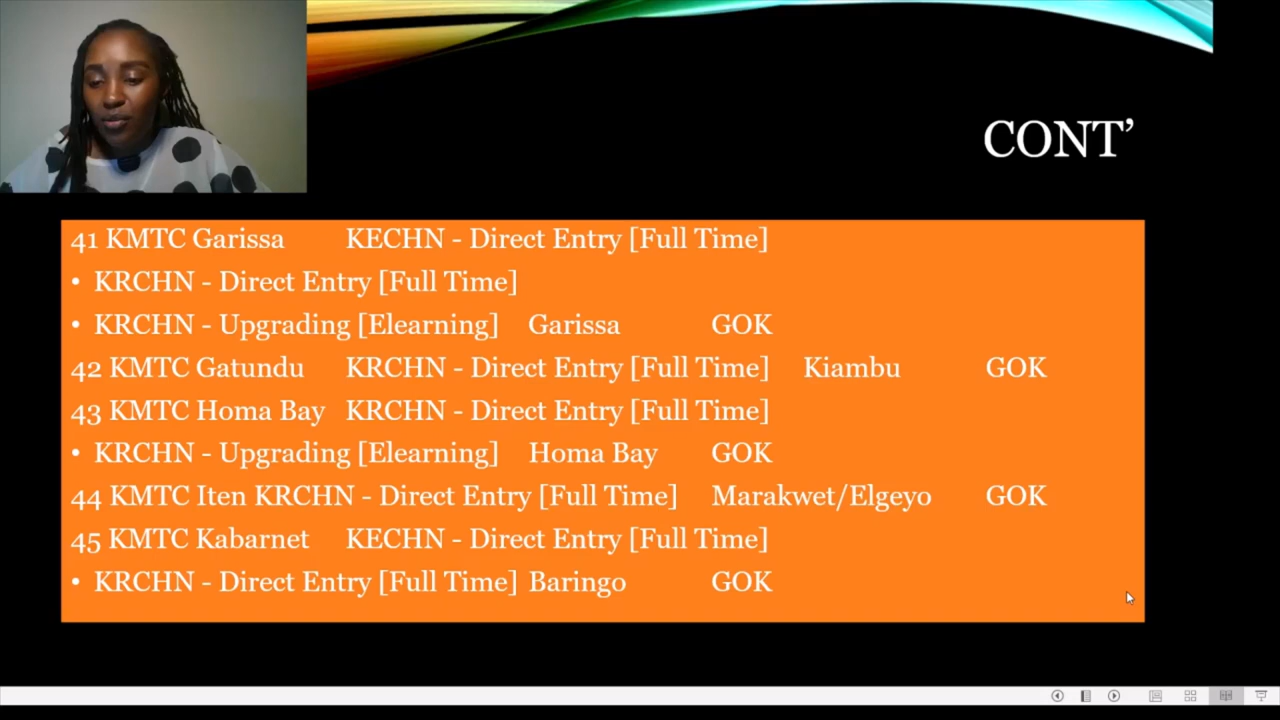 CONT’
41 KMTC Garissa KECHN - Direct Entry [Full Time]
• KRCHN - Direct Entry [Full Time]
• KRCHN - Upgrading [Elearning] Garissa GOK
42 KMTC Gatundu KRCHN - Direct Entry [Full Time] Kiambu GOK
43 KMTC Homa Bay KRCHN - Direct Entry [Full Time]
• KRCHN - Upgrading [Elearning] Homa Bay GOK
44 KMTC Iten KRCHN - Direct Entry [Full Time] Marakwet/Elgeyo GOK
45 KMTC Kabarnet KECHN - Direct Entry [Full Time]
• KRCHN - Direct Entry [Full Time] Baringo GOK